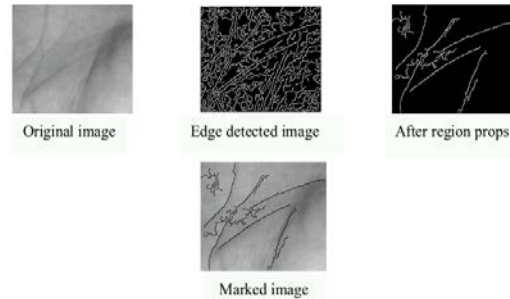 Original image
Edge detected image
After region props
Marked image